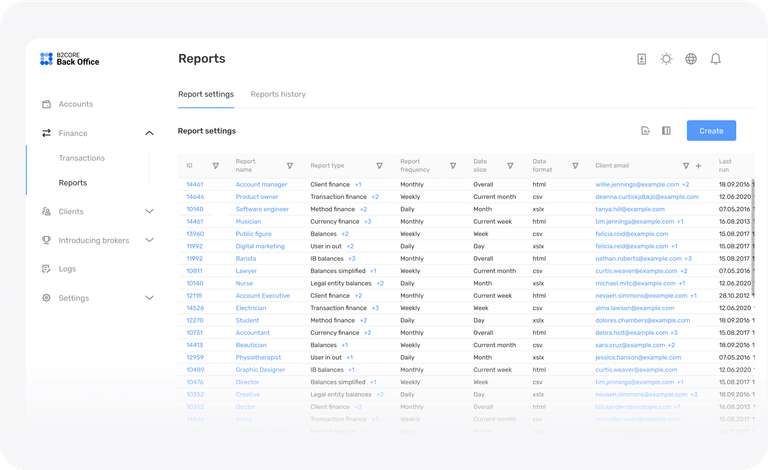 B2CORE
Back Office
Reports
Accounts
Finance
Transactions
Reports
Clients
Introducing brokers
Logs
Settings
Report settings Reports history
Report settings Create
ID Report name Report type Report frequency Date slice Data format Client email + Last run
14461 Account manager Client finance +1 Monthly Overall html willie.jennings@example.com +2 18.09.2016
14646 Product owner Transaction finance +2 Weekly Current month csv deanna.curtiskjdbkjb@example.com 12.06.2020
10140 Software engineer Method finance +2 Daily Month xslx tanya.hill@example.com 07.05.2016
14461 Musician Currency finance +3 Monthly Current week html tim.jennings@example.com +1 16.08.2013
13960 Public figure Balances +2 Weekly Week csv felicia.reid@example.com 15.08.2017
11992 Digital marketing User in out +2 Daily Day xslx felicia.reid@example.com +1 15.08.2017
11992 Barista IB balances +3 Monthly Overall html nathan.roberts@example.com +3 15.08.2017
10811 Lawyer Balances simplified +1 Weekly Current month csv curtis.weaver@example.com +2 07.05.2016
10140 Nurse Legal entity balances +2 Daily Month xslx michael.mitc@example.com +1 12.06.2020
12118 Account Executive Client finance +2 Monthly Current week html nevaeh.simmons@example.com +1 28.10.2012
14526 Electrician Transaction finance +3 Weekly Week csv alma.lawson@example.com 12.06.2020
12270 Student Method finance +2 Daily Day xslx dolores.chambers@example.com 18.09.2016
10731 Accountant Currency finance +2 Monthly Overall html debra.holt@example.com +3 15.08.2017
14413 Beautician Balances +1 Weekly Current month csv sara.cruz@example.com +2 18.09.2016
12959 Physiotherapist User in out +1 Daily Month xslx jessica.hanson@example.com 07.05.2016
10489 Graphic Designer IB balances +1 Monthly Current week html curtis.weaver@example.com 12.06.2020
10476 Director Balances simplified +1 Weekly Week csv tim.jennings@example.com +1 15.08.2017
10352 Creative Legal entity balances +2 Daily Day xslx nevaeh.simmons@example.com +3 18.09.2016
10352 Doctor Client finance +3 Monthly Overall html bill.sanders@example.com +1 16.08.2013
Artist Transaction finance Weekly Current month csv